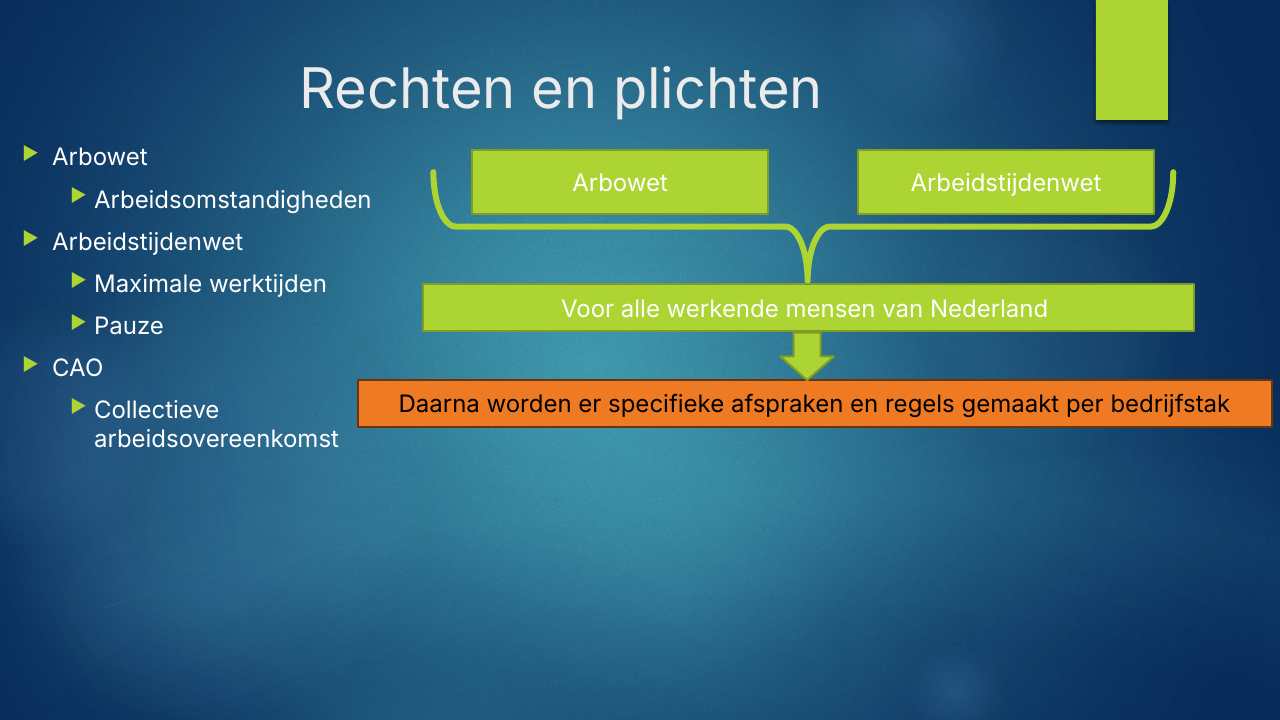 Rechten en plichten
Arbowet
Arbeidsomstandigheden
Arbeidstijdenwet
Maximale werktijden
Pauze
CAO
Collectieve
arbeidsovereenkomst
Arbowet
Arbeidstijdenwet
Voor alle werkende mensen van Nederland
Daarna worden er specifieke afspraken en regels gemaakt per bedrijfstak